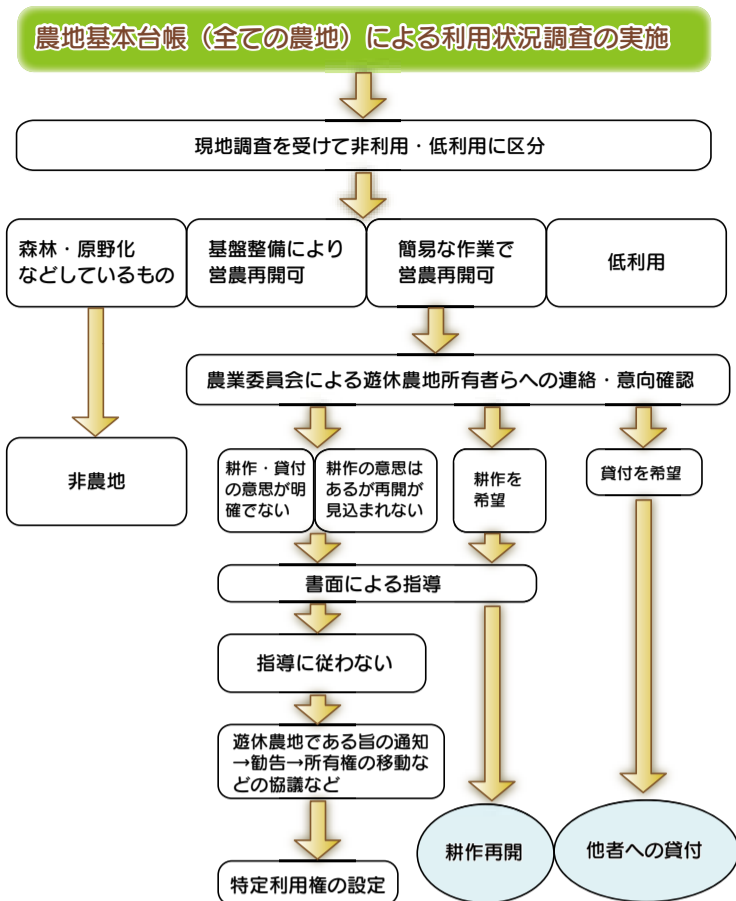 農地基本台帳（全ての農地）による利用状況調査の実施
現地調査を受けて非利用・低利用に区分
森林・原野化
などしているもの
基盤整備により
営農再開可
簡易な作業で
営農再開可
低利用
農業委員会による遊休農地所有者らへの連絡・意向確認
非農地
耕作・貸付
の意思が明
確でない
耕作の意思は
あるが再開が
見込まれない
耕作を
希望
貸付を希望
書面による指導
指導に従わない
遊休農地である旨の通知
→勧告→所有権の移動な
どの協議など
特定利用権の設定
耕作再開
他者への貸付